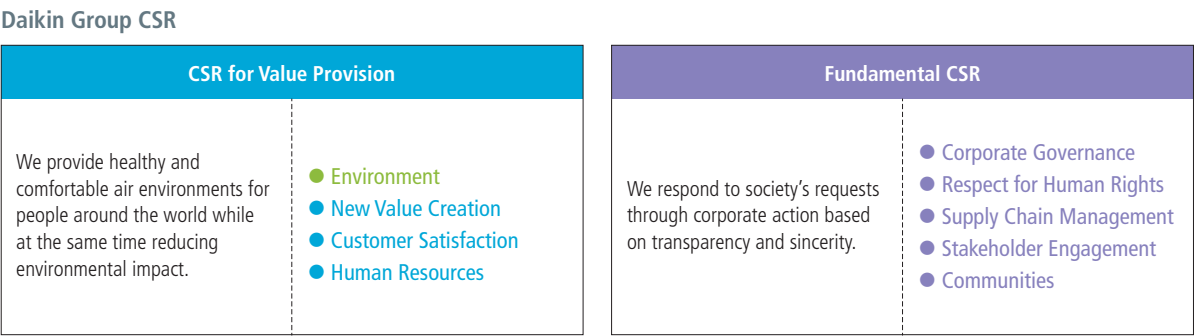 Daikin Group CSR
CSR for Value Provision
We provide healthy and
comfortable air environments for
people around the world while
at the same time reducing
environmental impact.
● Environment
● New Value Creation
● Customer Satisfaction
● Human Resources
Fundamental CSR
We respond to society’s requests
through corporate action based
on transparency and sincerity.
● Corporate Governance
● Respect for Human Rights
● Supply Chain Management
● Stakeholder Engagement
● Communities